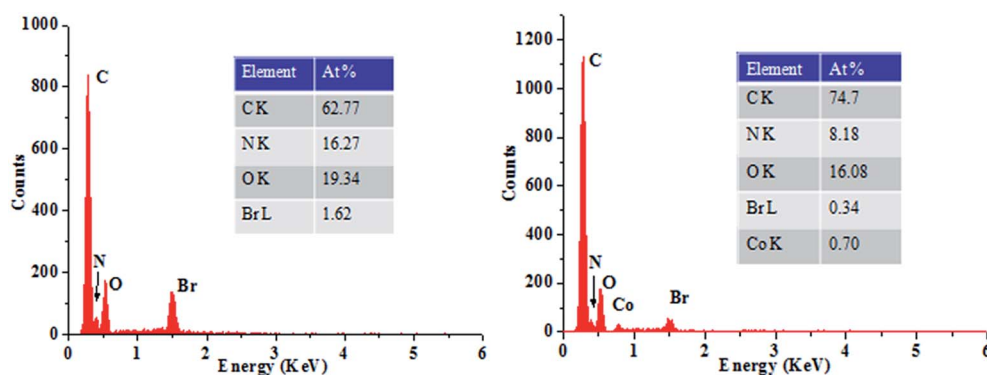 1000
800
600
400
200
0
Counts
C
N
O
Br
Element At%
CK 62.77
NK 16.27
OK 19.34
BrL 1.62
0 1 2 3 4 5 6
Energy (KeV)
1200
1000
800
600
400
200
0
Counts
C
N
O
Co
Br
Element At%
CK 74.7
NK 8.18
OK 16.08
BrL 0.34
CoK 0.70
0 1 2 3 4 5 6
Energy (KeV)